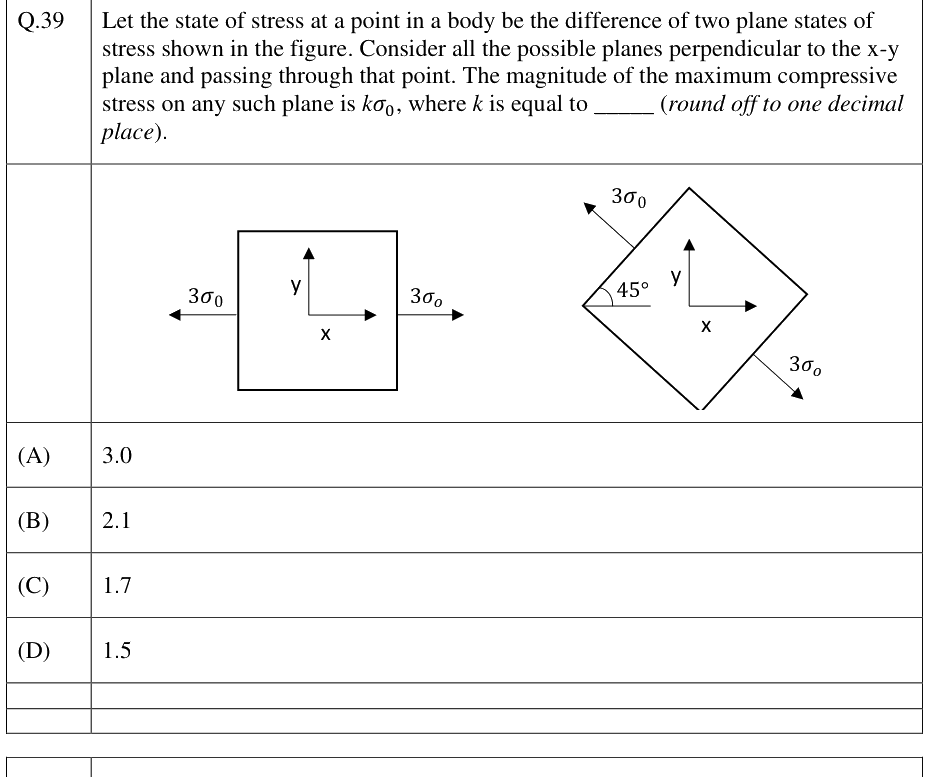 Q.39
Let the state of stress at a point in a body be the difference of two plane states of
stress shown in the figure. Consider all the possible planes perpendicular to the x-y
plane and passing through that point. The magnitude of the maximum compressive
stress on any such plane is kσ₀, where k is equal to _____ (round off to one decimal
place).
3σ₀
y
x
3σₒ
3σ₀
45°
y
x
3σₒ
(A) 3.0
(B) 2.1
(C) 1.7
(D) 1.5